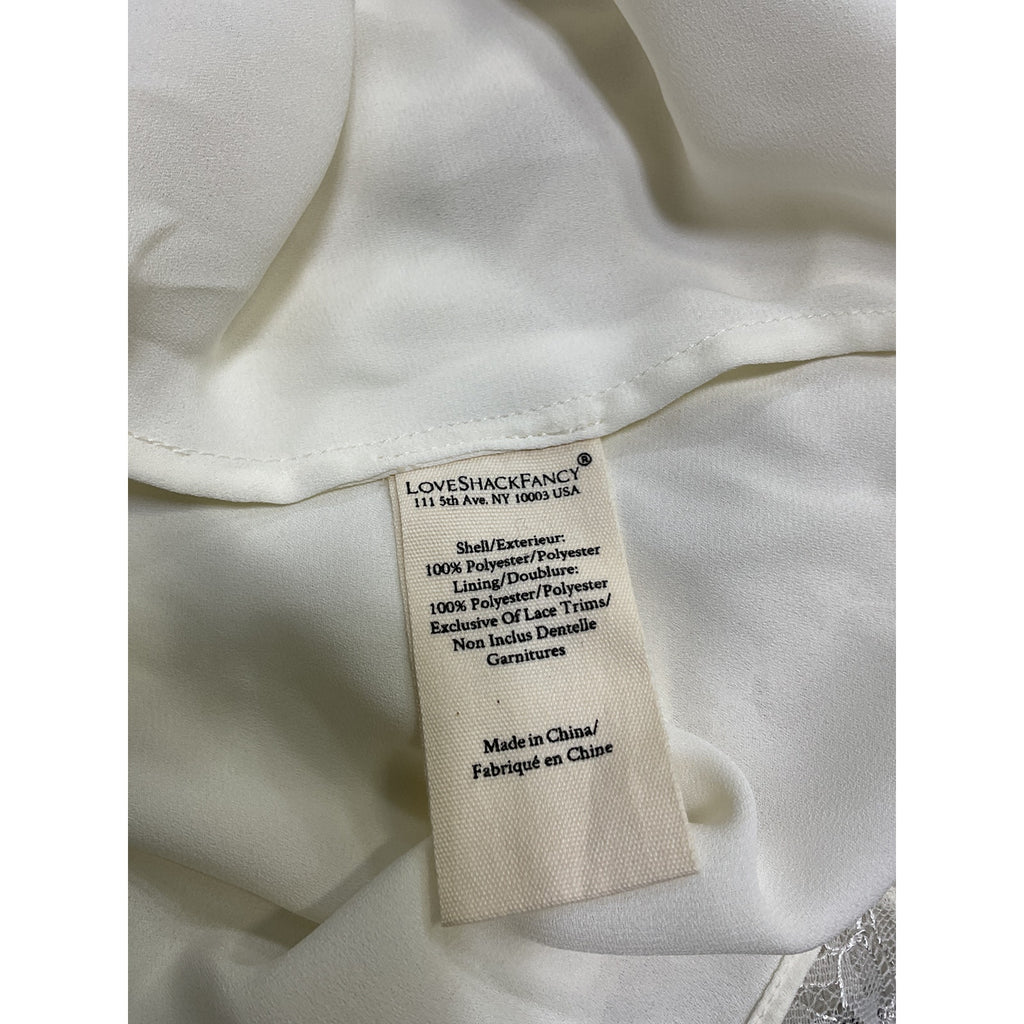 LOVESHACKFANCY®
111 5th Ave. NY 10003 USA
Shell/Exterieur:
100% Polyester/Polyester
Lining/Doublure:
100% Polyester/Polyester
Exclusive Of Lace Trims/
Non Inclus Dentelle
Garnitures
Made in China/
Fabriqué en Chine